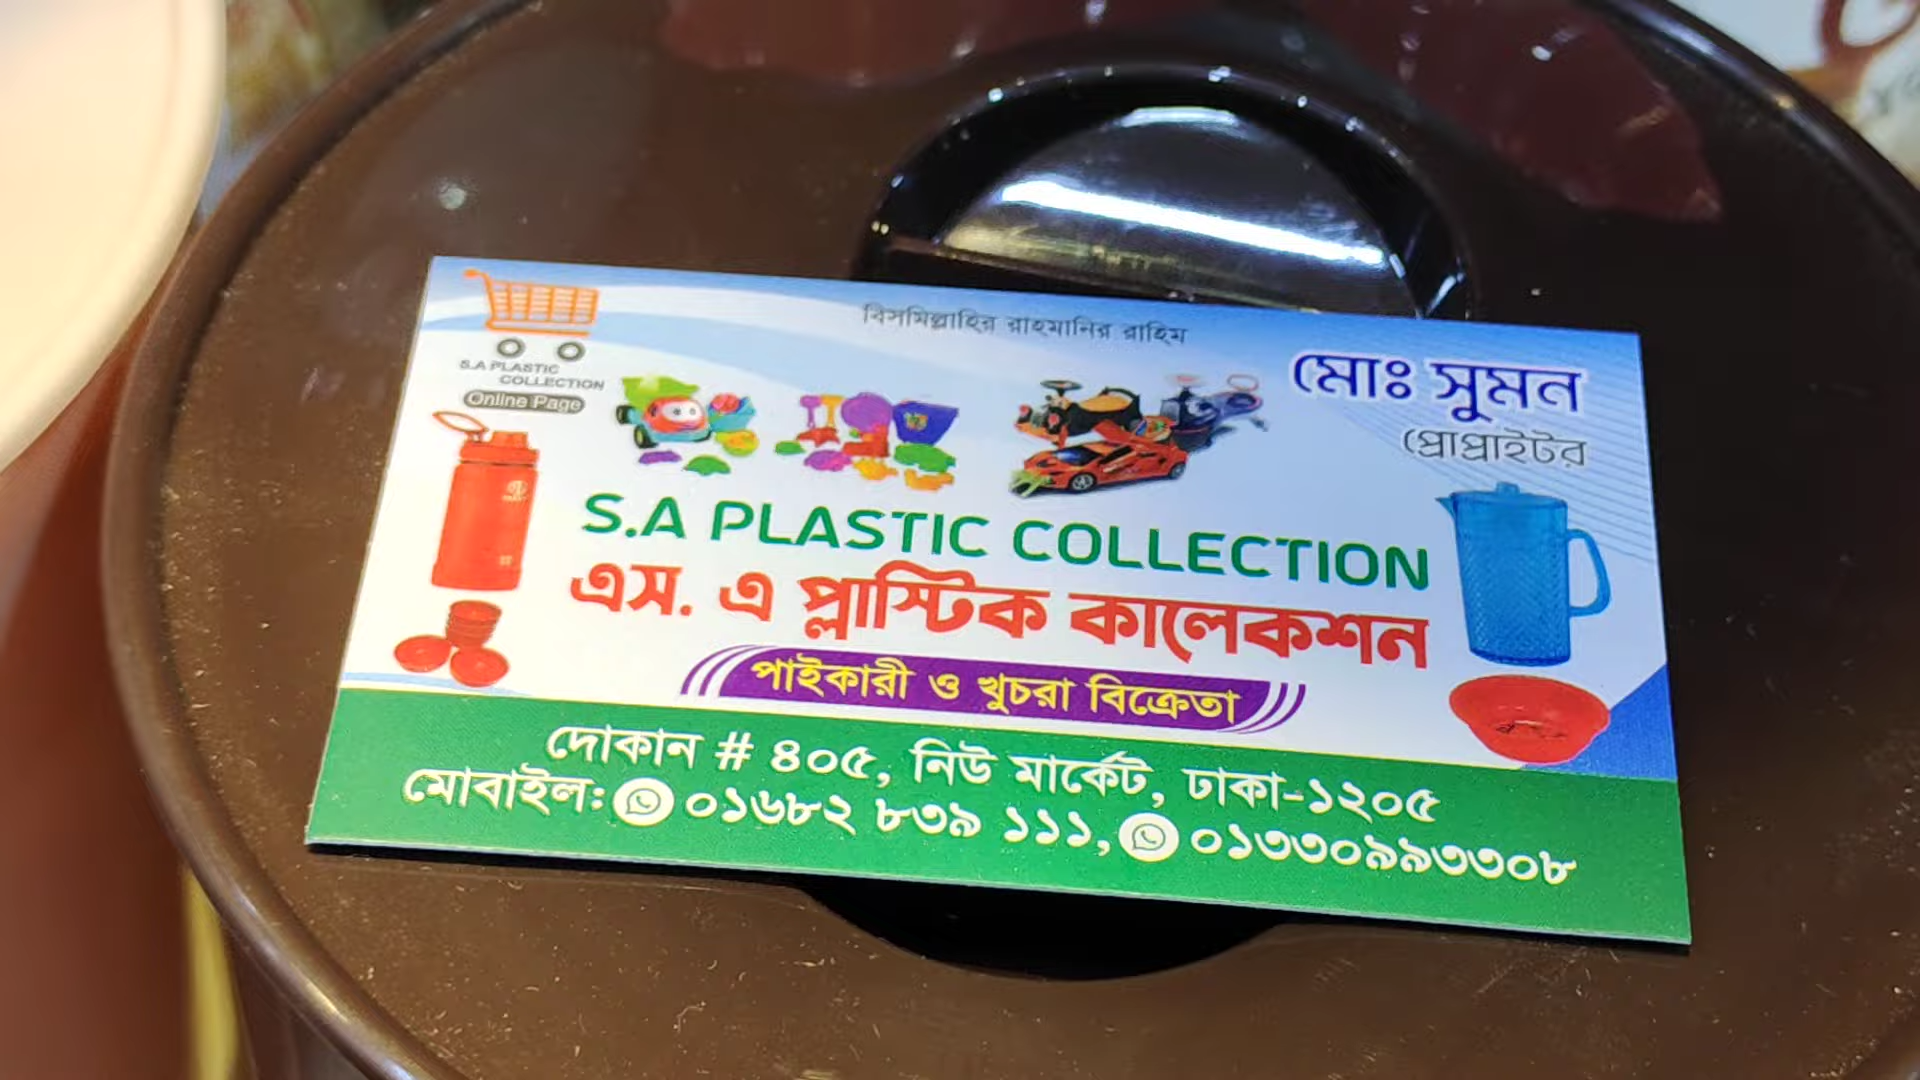 বিসমিল্লাহির রাহমানির রাহিম
S.A PLASTIC
COLLECTION
Online Page
মোঃ সুমন
প্রোপ্রাইটর
S.A PLASTIC COLLECTION
এস. এ প্লাস্টিক কালেকশন
পাইকারী ও খুচরা বিক্রেতা
দোকান # ৪০৫, নিউ মার্কেট, ঢাকা-১২০৫
মোবাইল: ০১৬৮২ ৮৩৯ ১১১, ০১৩৩০৯৯৩৩০৮